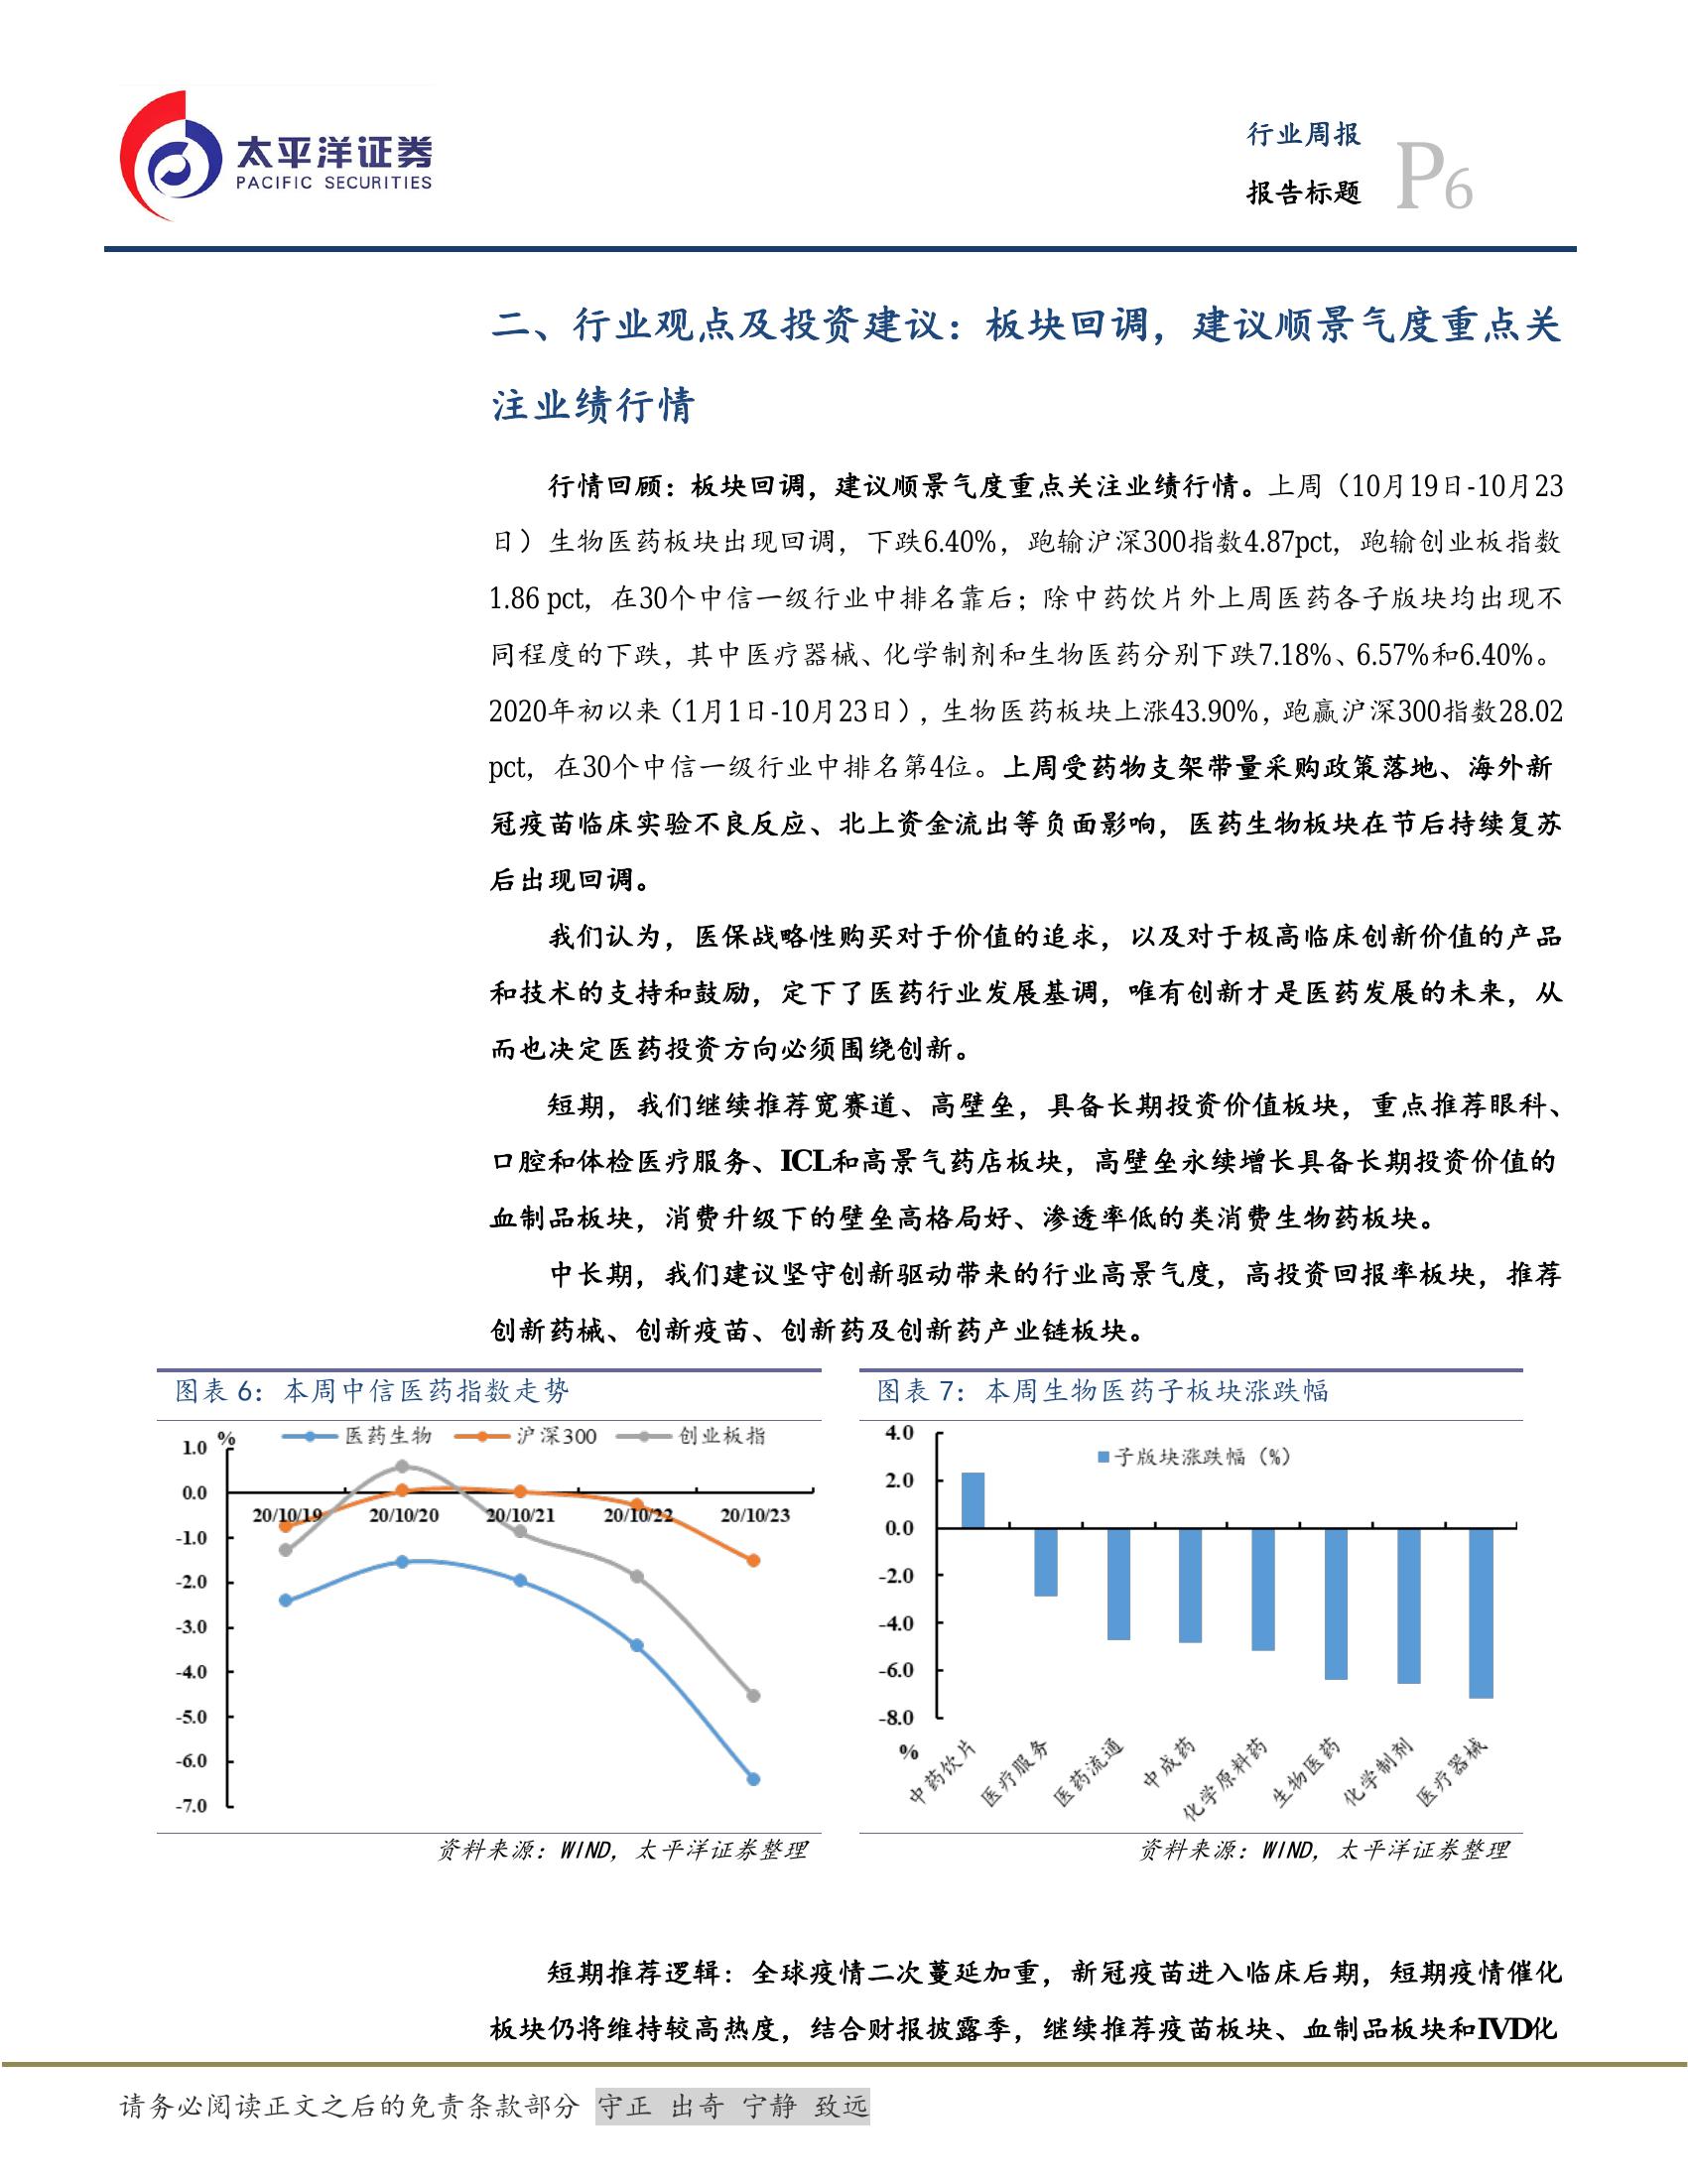 太平洋证券
PACIFIC SECURITIES
行业周报
报告标题
P6
二、行业观点及投资建议：板块回调，建议顺景气度重点关
注业绩行情
行情回顾：板块回调，建议顺景气度重点关注业绩行情。上周（10月19日-10月23
日）生物医药板块出现回调，下跌6.40%，跑输沪深300指数4.87pct，跑输创业板指数
1.86 pct，在30个中信一级行业中排名靠后；除中药饮片外上周医药各子版块均出现不
同程度的下跌，其中医疗器械、化学制剂和生物医药分别下跌7.18%、6.57%和6.40%。
2020年初以来（1月1日-10月23日），生物医药板块上涨43.90%，跑赢沪深300指数28.02
pct，在30个中信一级行业中排名第4位。上周受药物支架带量采购政策落地、海外新
冠疫苗临床实验不良反应、北上资金流出等负面影响，医药生物板块在节后持续复苏
后出现回调。
我们认为，医保战略性购买对于价值的追求，以及对于极高临床创新价值的产品
和技术的支持和鼓励，定下了医药行业发展基调，唯有创新才是医药发展的未来，从
而也决定医药投资方向必须围绕创新。
短期，我们继续推荐宽赛道、高壁垒，具备长期投资价值板块，重点推荐眼科、
口腔和体检医疗服务、ICL和高景气药店板块，高壁垒永续增长具备长期投资价值的
血制品板块，消费升级下的壁垒高格局好、渗透率低的类消费生物药板块。
中长期，我们建议坚守创新驱动带来的行业高景气度，高投资回报率板块，推荐
创新药械、创新疫苗、创新药及创新药产业链板块。
图表 6：本周中信医药指数走势
%
医药生物 沪深300 创业板指
1.0
0.0
-1.0
-2.0
-3.0
-4.0
-5.0
-6.0
-7.0
20/10/19 20/10/20 20/10/21 20/10/22 20/10/23
资料来源：WIND，太平洋证券整理
图表 7：本周生物医药子板块涨跌幅
子版块涨跌幅（%）
4.0
2.0
0.0
-2.0
-4.0
-6.0
-8.0
%
中药饮片 医疗服务 医药流通 中成药 化学原料药 生物医药 化学制剂 医疗器械
资料来源：WIND，太平洋证券整理
短期推荐逻辑：全球疫情二次蔓延加重，新冠疫苗进入临床后期，短期疫情催化
板块仍将维持较高热度，结合财报披露季，继续推荐疫苗板块、血制品板块和IVD化
请务必阅读正文之后的免责条款部分 守正 出奇 宁静 致远